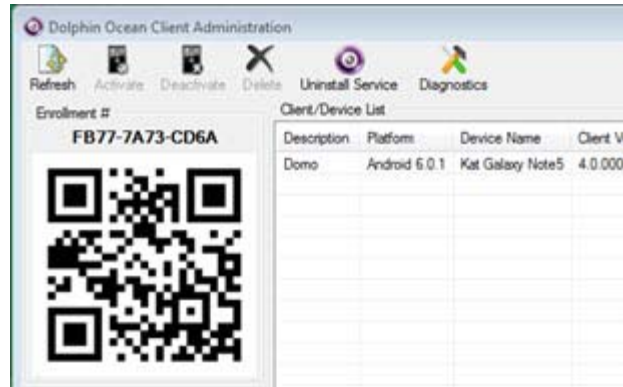 Dolphin Ocean Client Administration
Refresh Activate Deactivate Delete Uninstall Service Diagnostics
Enrollment #
FB77-7A73-CD6A
Client/Device List
Description Platform Device Name Client V
Domo Android 6.0.1 Kat Galaxy Note5 4.0.000